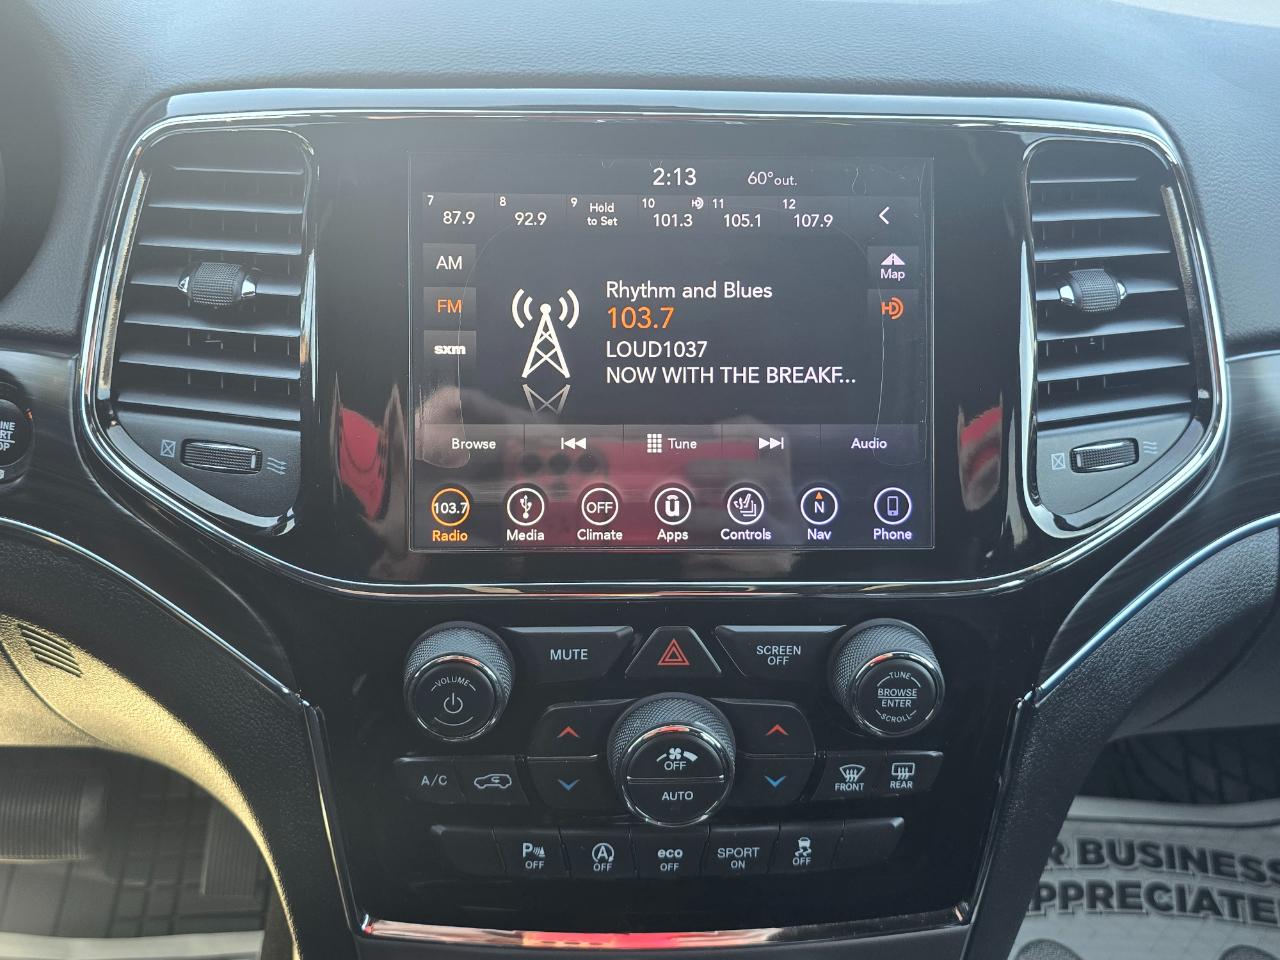 2:13 60°out.
7 87.9 8 92.9 9 Hold to Set 10 101.3 HD 11 105.1 12 107.9
AM
Map
FM
HD
sxm
Rhythm and Blues
103.7
LOUD1037
NOW WITH THE BREAKF...
Browse Tune Audio
103.7 OFF N
Radio Media Climate Apps Controls Nav Phone
MUTE
SCREEN
OFF
VOLUME
TUNE
BROWSE
ENTER
SCROLL
OFF
AUTO
A/C
FRONT
REAR
P OFF
A OFF
eco
OFF
SPORT
ON
OFF
R BUSINESS
PPRECIATE